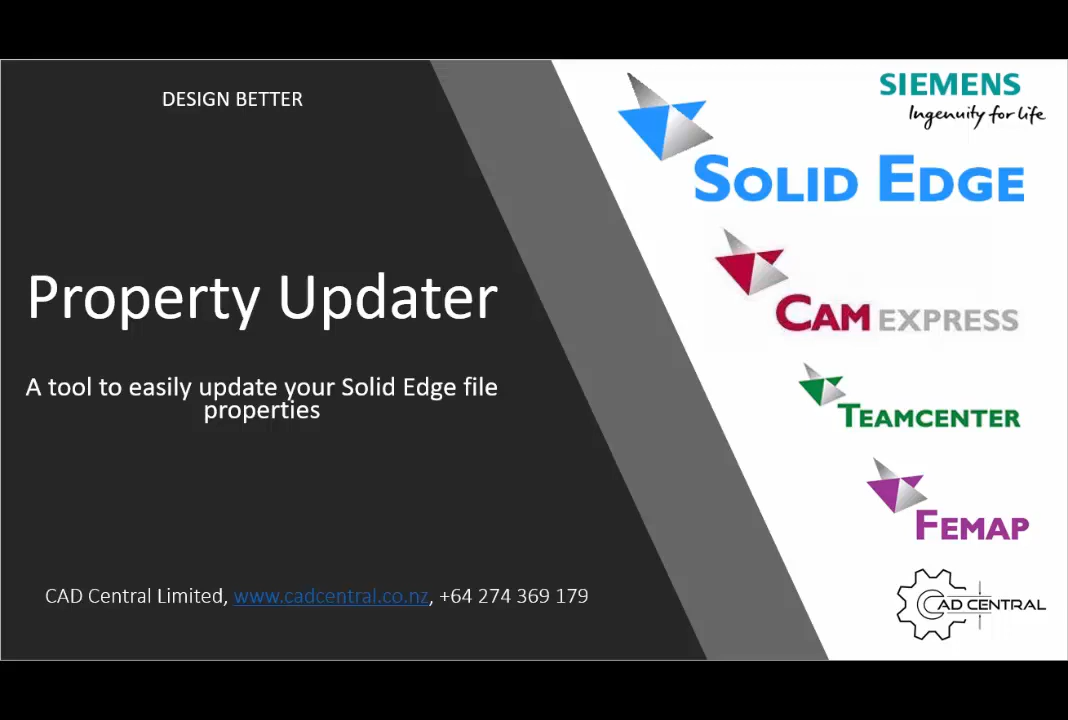 DESIGN BETTER
Property Updater
A tool to easily update your Solid Edge file
properties
CAD Central Limited, www.cadcentral.co.nz, +64 274 369 179
SIEMENS
Ingenuity for life
SOLID EDGE
CAM EXPRESS
TEAMCENTER
FEMAP
CAD CENTRAL